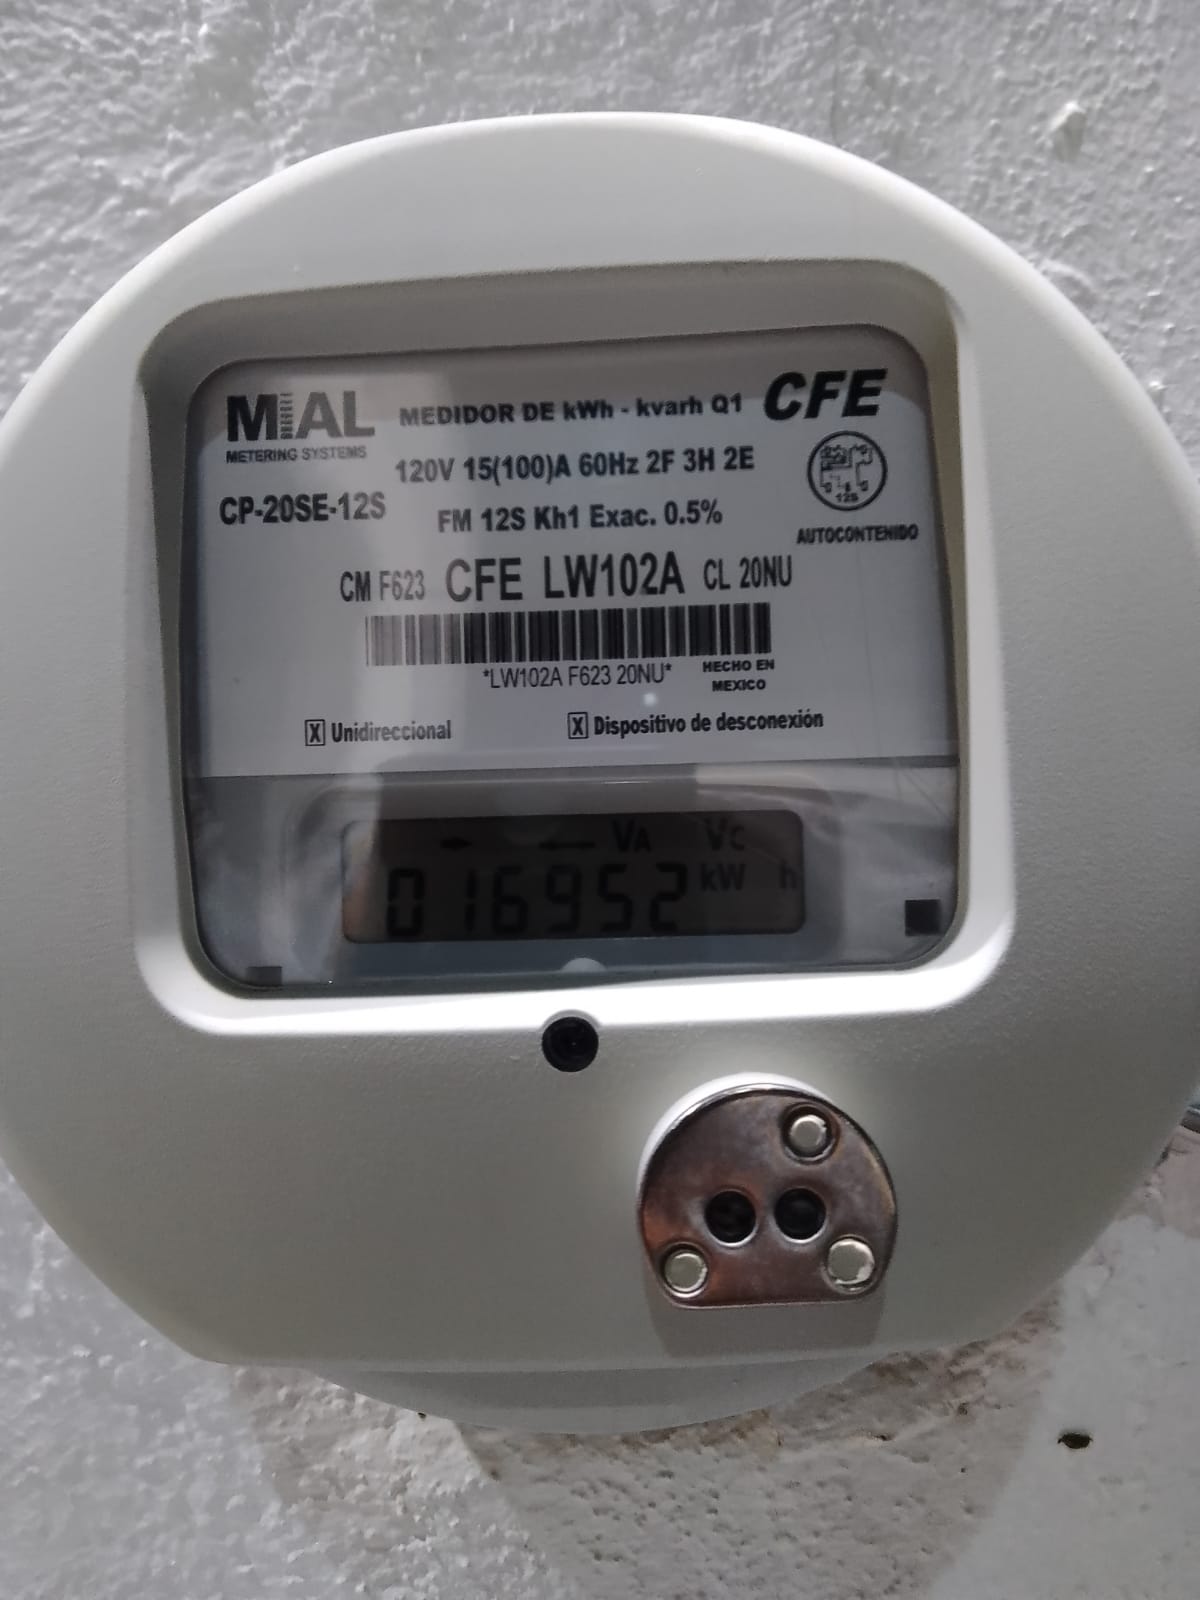 MIAL MEDIDOR DE kWh - kvarh Q1 CFE
METERING SYSTEMS
120V 15(100)A 60Hz 2F 3H 2E
CP-20SE-12S FM 12S Kh1 Exac. 0.5%
12S
AUTOCONTENIDO
CM F623 CFE LW102A CL 20NU
*LW102A F623 20NU* HECHO EN
MEXICO
X Unidireccional X Dispositivo de desconexión
VA VC
016952 kW h